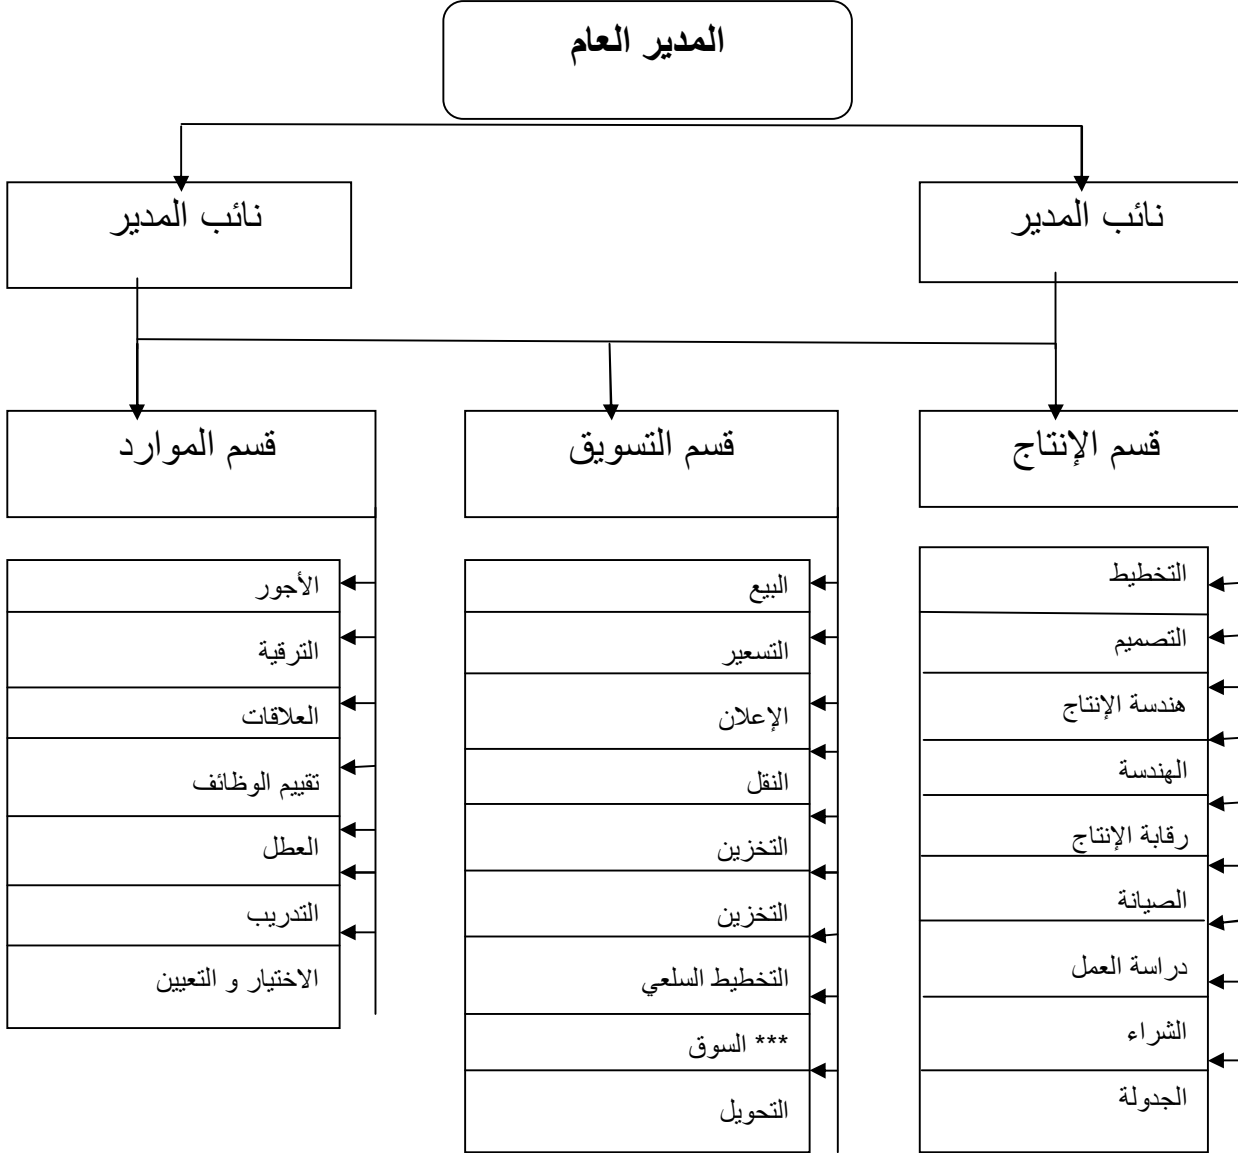 المدير العام
نائب المدير
نائب المدير
قسم الإنتاج
قسم التسويق
قسم الموارد
التخطيط
التصميم
هندسة الإنتاج
الهندسة
رقابة الإنتاج
الصيانة
دراسة العمل
الشراء
الجدولة
البيع
التسعير
الإعلان
النقل
التخزين
التخزين
التخطيط السلعي
*** السوق
التحويل
الأجور
الترقية
العلاقات
تقييم الوظائف
العطل
التدريب
الاختيار و التعيين